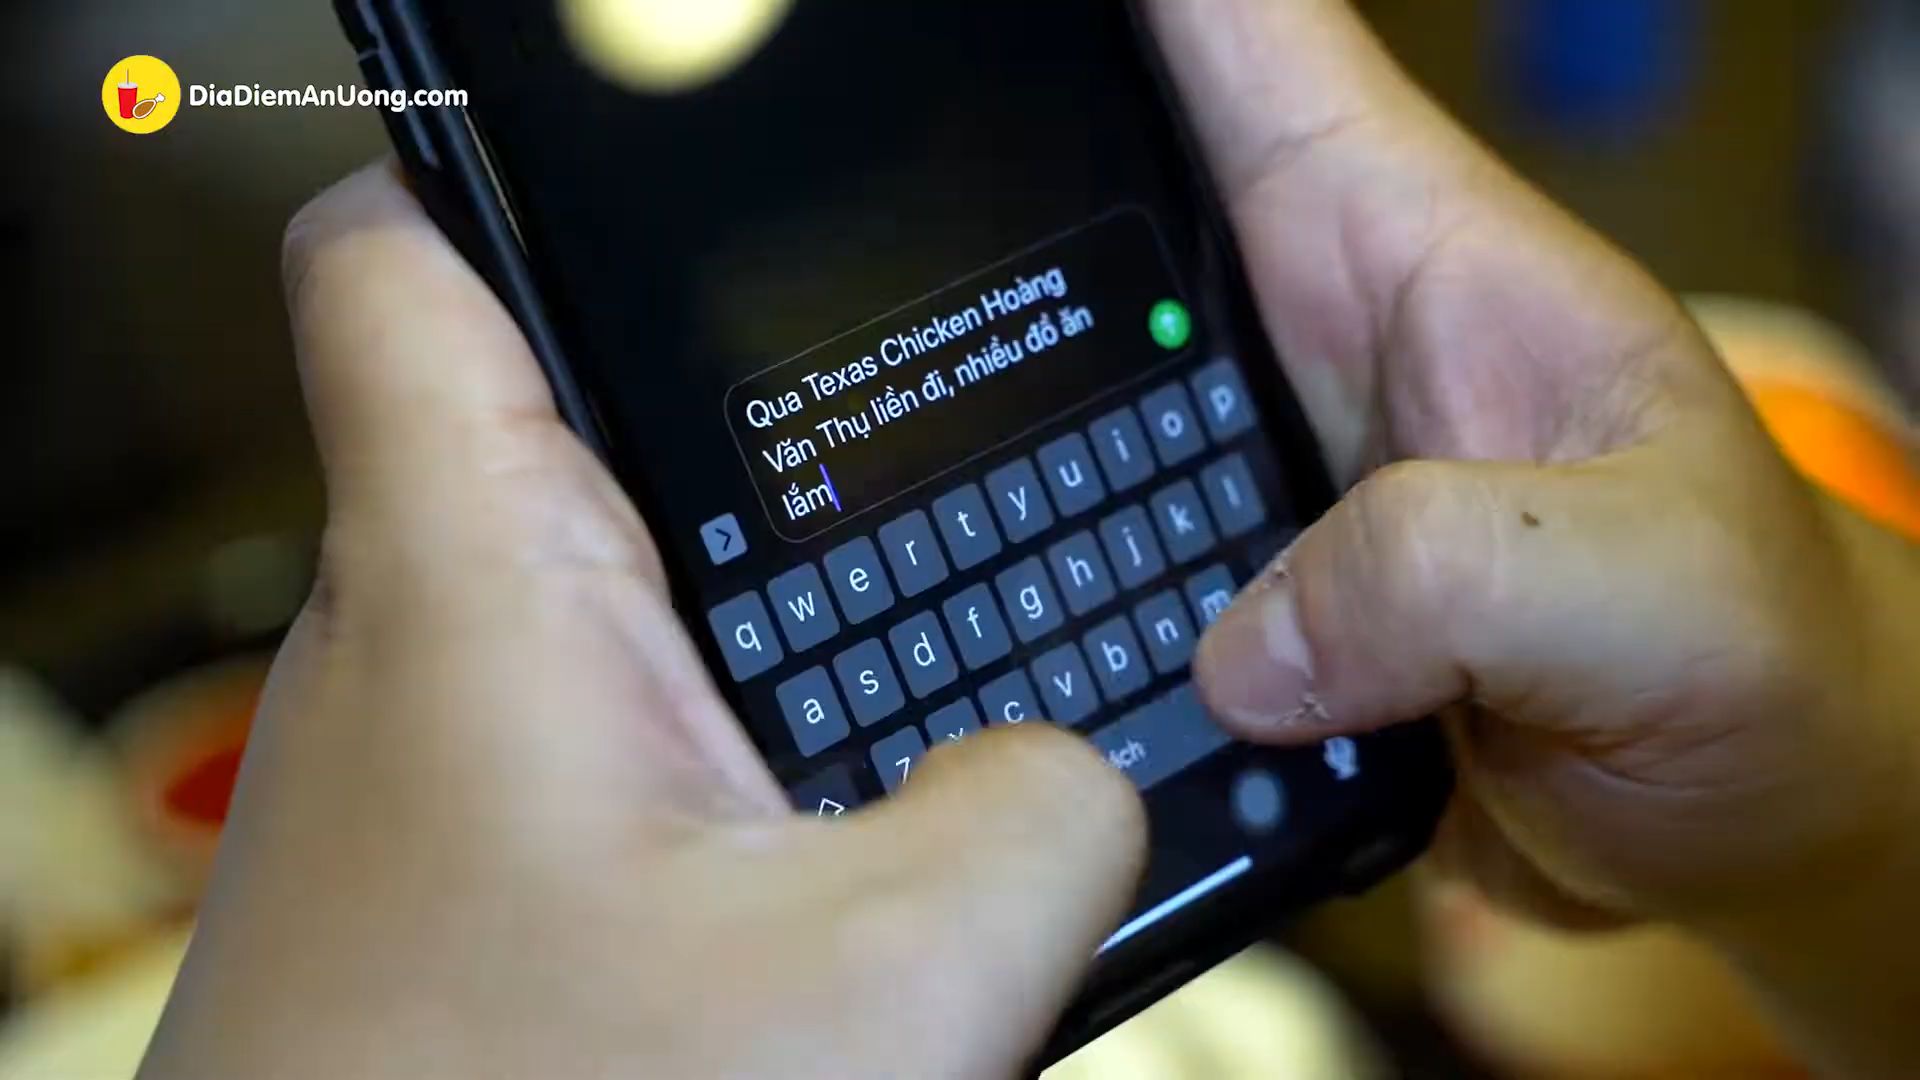 DiaDiemAnUong.com
Qua Texas Chicken Hoàng
Văn Thụ liền đi, nhiều đồ ăn
lắm
q w e r t y u i o p
a s d f g h j k l
z x c v b n m